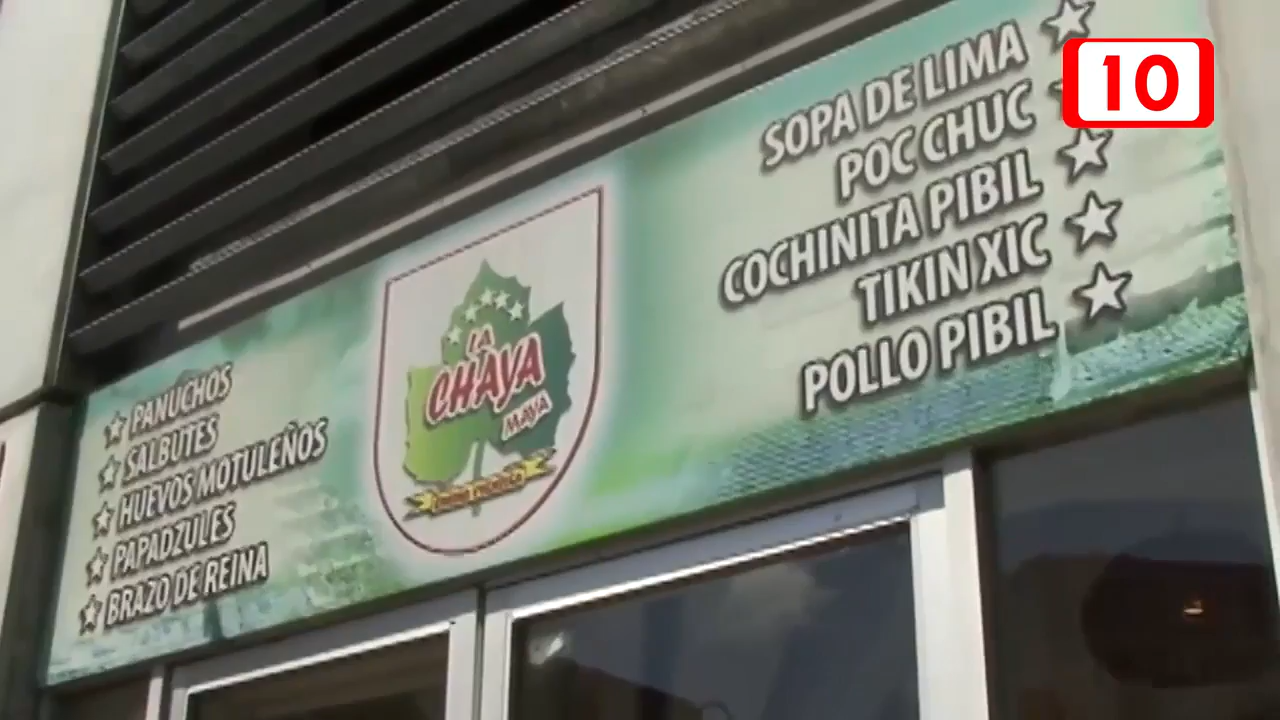 10
SOPA DE LIMA
POC CHUC
COCHINITA PIBIL
TIKIN XIC
POLLO PIBIL
LA
CHAYA
MAYA
PANUCHOS
SALBUTES
HUEVOS MOTULEÑOS
PAPADZULES
BRAZO DE REINA